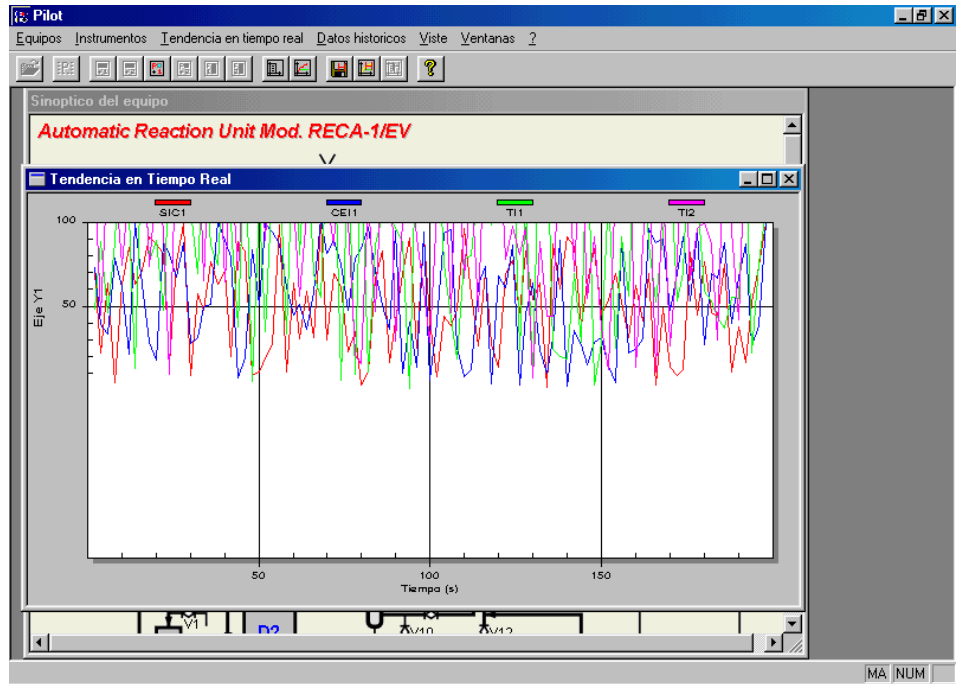 Pilot
Equipos Instrumentos Tendencia en tiempo real Datos historicos Viste Ventanas ?
Sinoptico del equipo
Automatic Reaction Unit Mod. RECA-1/EV
Tendencia en Tiempo Real
SIC1 CEI1 TI1 TI2
100
50
Eje Y1
50 100 150
Tiempo (s)
V1 D2 V10 V12
MA NUM